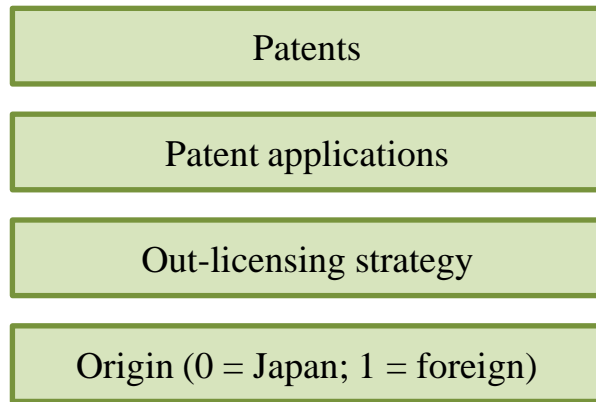 Patents
Patent applications
Out-licensing strategy
Origin (0 = Japan; 1 = foreign)